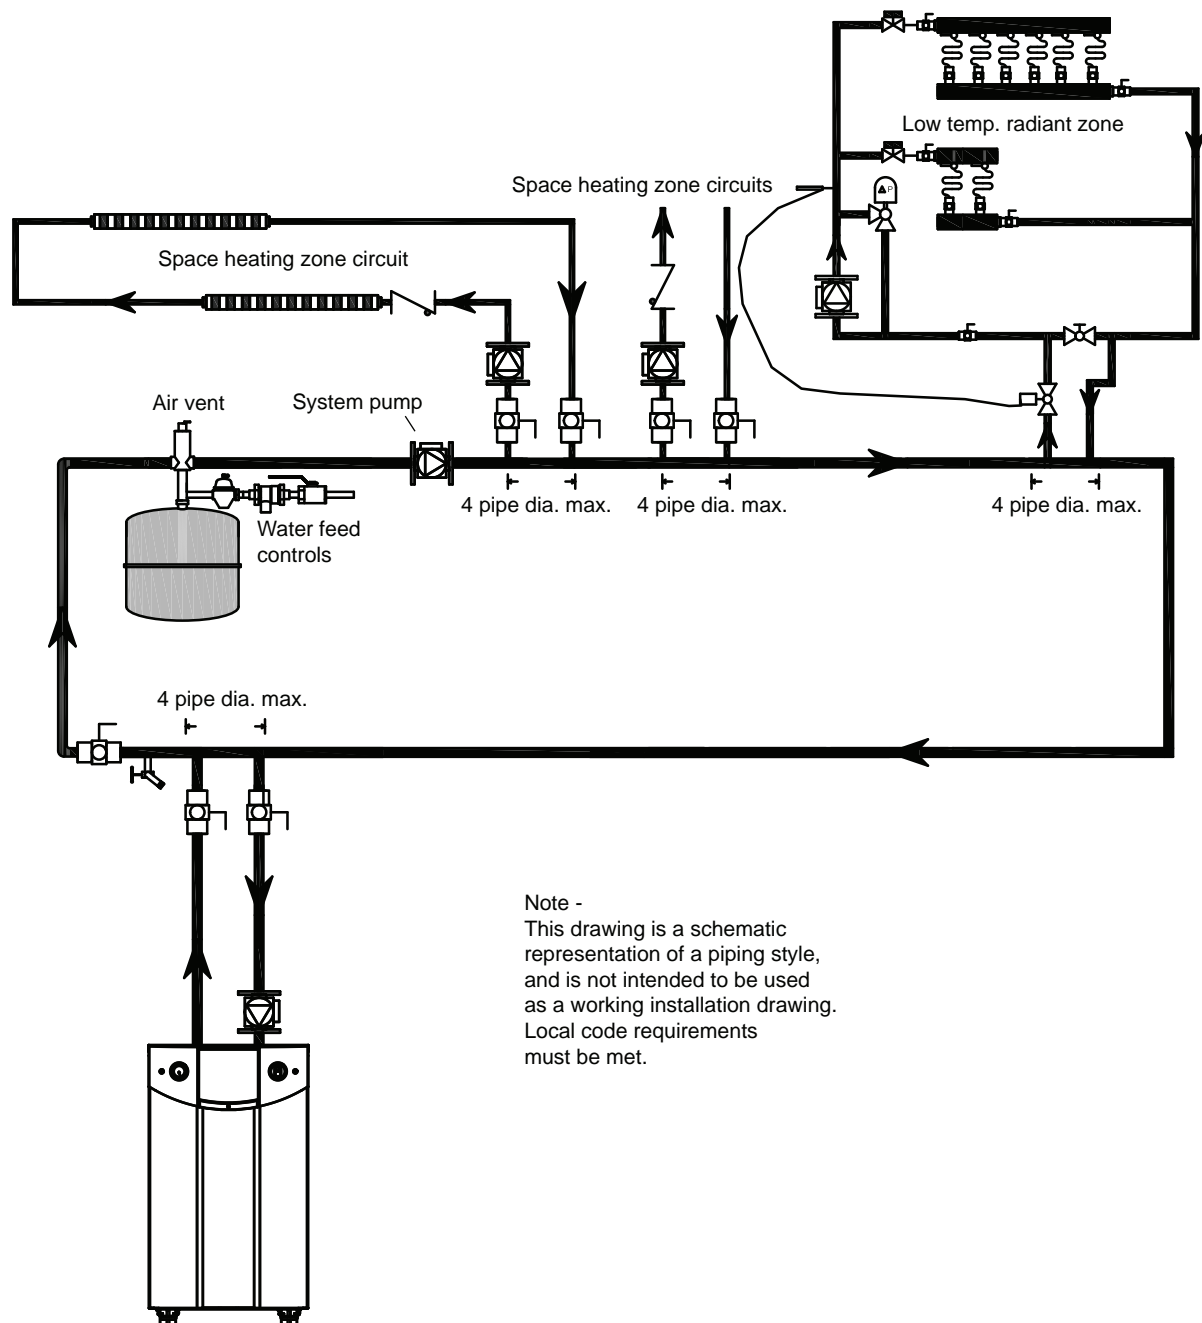 Low temp. radiant zone
Space heating zone circuits
P
Space heating zone circuit
Air vent
System pump
4 pipe dia. max.
4 pipe dia. max.
4 pipe dia. max.
Water feed
controls
4 pipe dia. max.
Note -
This drawing is a schematic
representation of a piping style,
and is not intended to be used
as a working installation drawing.
Local code requirements
must be met.